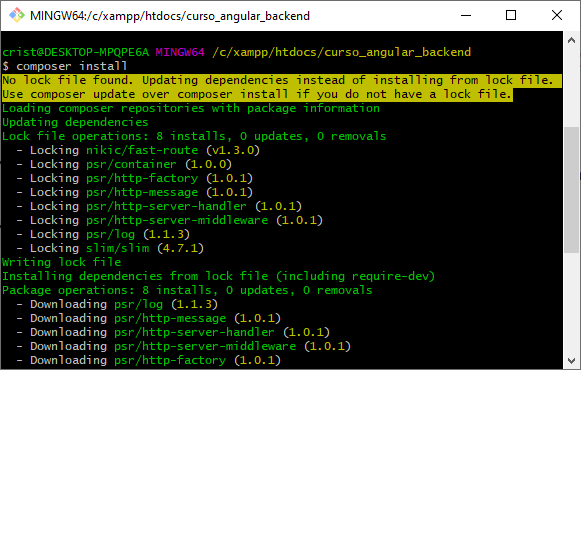 MINGW64:/c/xampp/htdocs/curso_angular_backend
crist@DESKTOP-MPQPE6A MINGW64 /c/xampp/htdocs/curso_angular_backend
$ composer install
No lock file found. Updating dependencies instead of installing from lock file.
Use composer update over composer install if you do not have a lock file.
Loading composer repositories with package information
Updating dependencies
Lock file operations: 8 installs, 0 updates, 0 removals
- Locking nikic/fast-route (v1.3.0)
- Locking psr/container (1.0.0)
- Locking psr/http-factory (1.0.1)
- Locking psr/http-message (1.0.1)
- Locking psr/http-server-handler (1.0.1)
- Locking psr/http-server-middleware (1.0.1)
- Locking psr/log (1.1.3)
- Locking slim/slim (4.7.1)
Writing lock file
Installing dependencies from lock file (including require-dev)
Package operations: 8 installs, 0 updates, 0 removals
- Downloading psr/log (1.1.3)
- Downloading psr/http-message (1.0.1)
- Downloading psr/http-server-handler (1.0.1)
- Downloading psr/http-server-middleware (1.0.1)
- Downloading psr/http-factory (1.0.1)